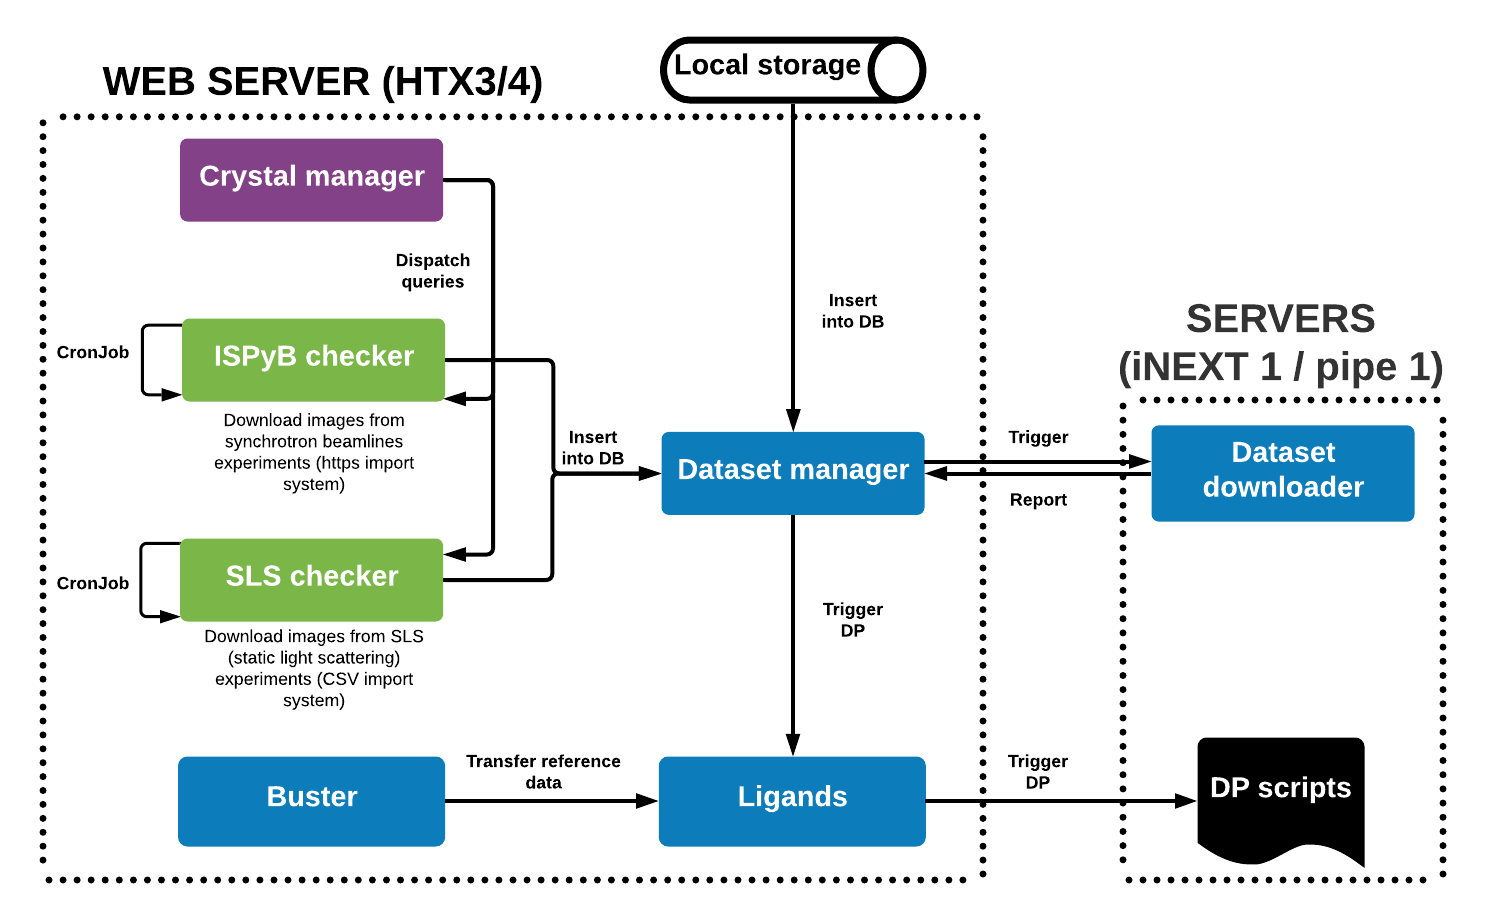 Local storage
WEB SERVER (HTX3/4)
Crystal manager
Dispatch
queries
Insert
into DB
SERVERS
(iNEXT 1 / pipe 1)
CronJob
ISPyB checker
Download images from
synchrotron beamlines
experiments (https import
system)
Insert
into DB
Dataset manager
Trigger
Report
Dataset
downloader
CronJob
SLS checker
Download images from SLS
(static light scattering)
experiments (CSV import
system)
Trigger
DP
Buster
Transfer reference
data
Ligands
Trigger
DP
DP scripts